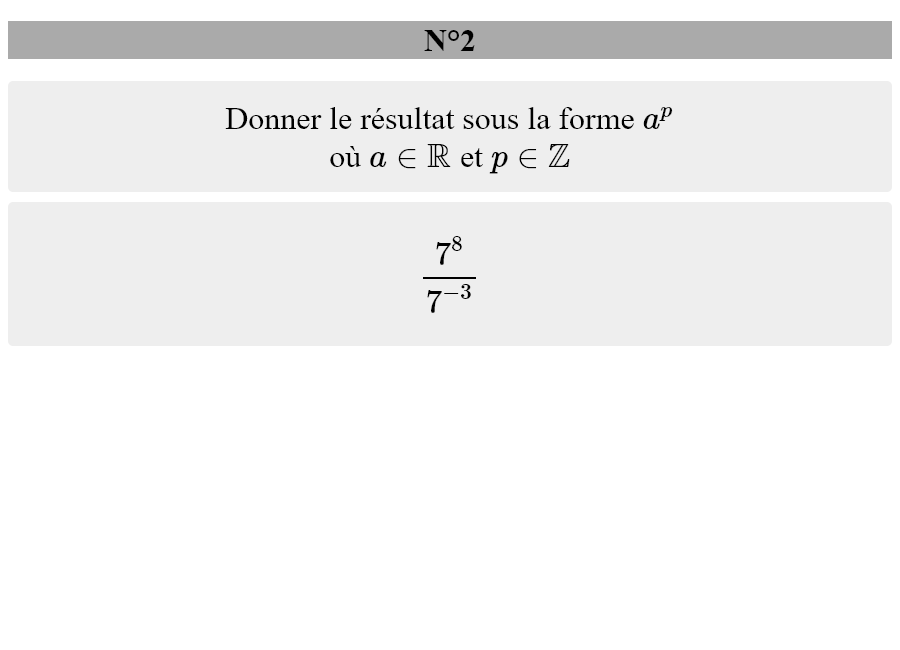 N°2
Donner le résultat sous la forme $a^p$
où $a \in \mathbb{R}$ et $p \in \mathbb{Z}$
$\frac{7^8}{7^{-3}}$